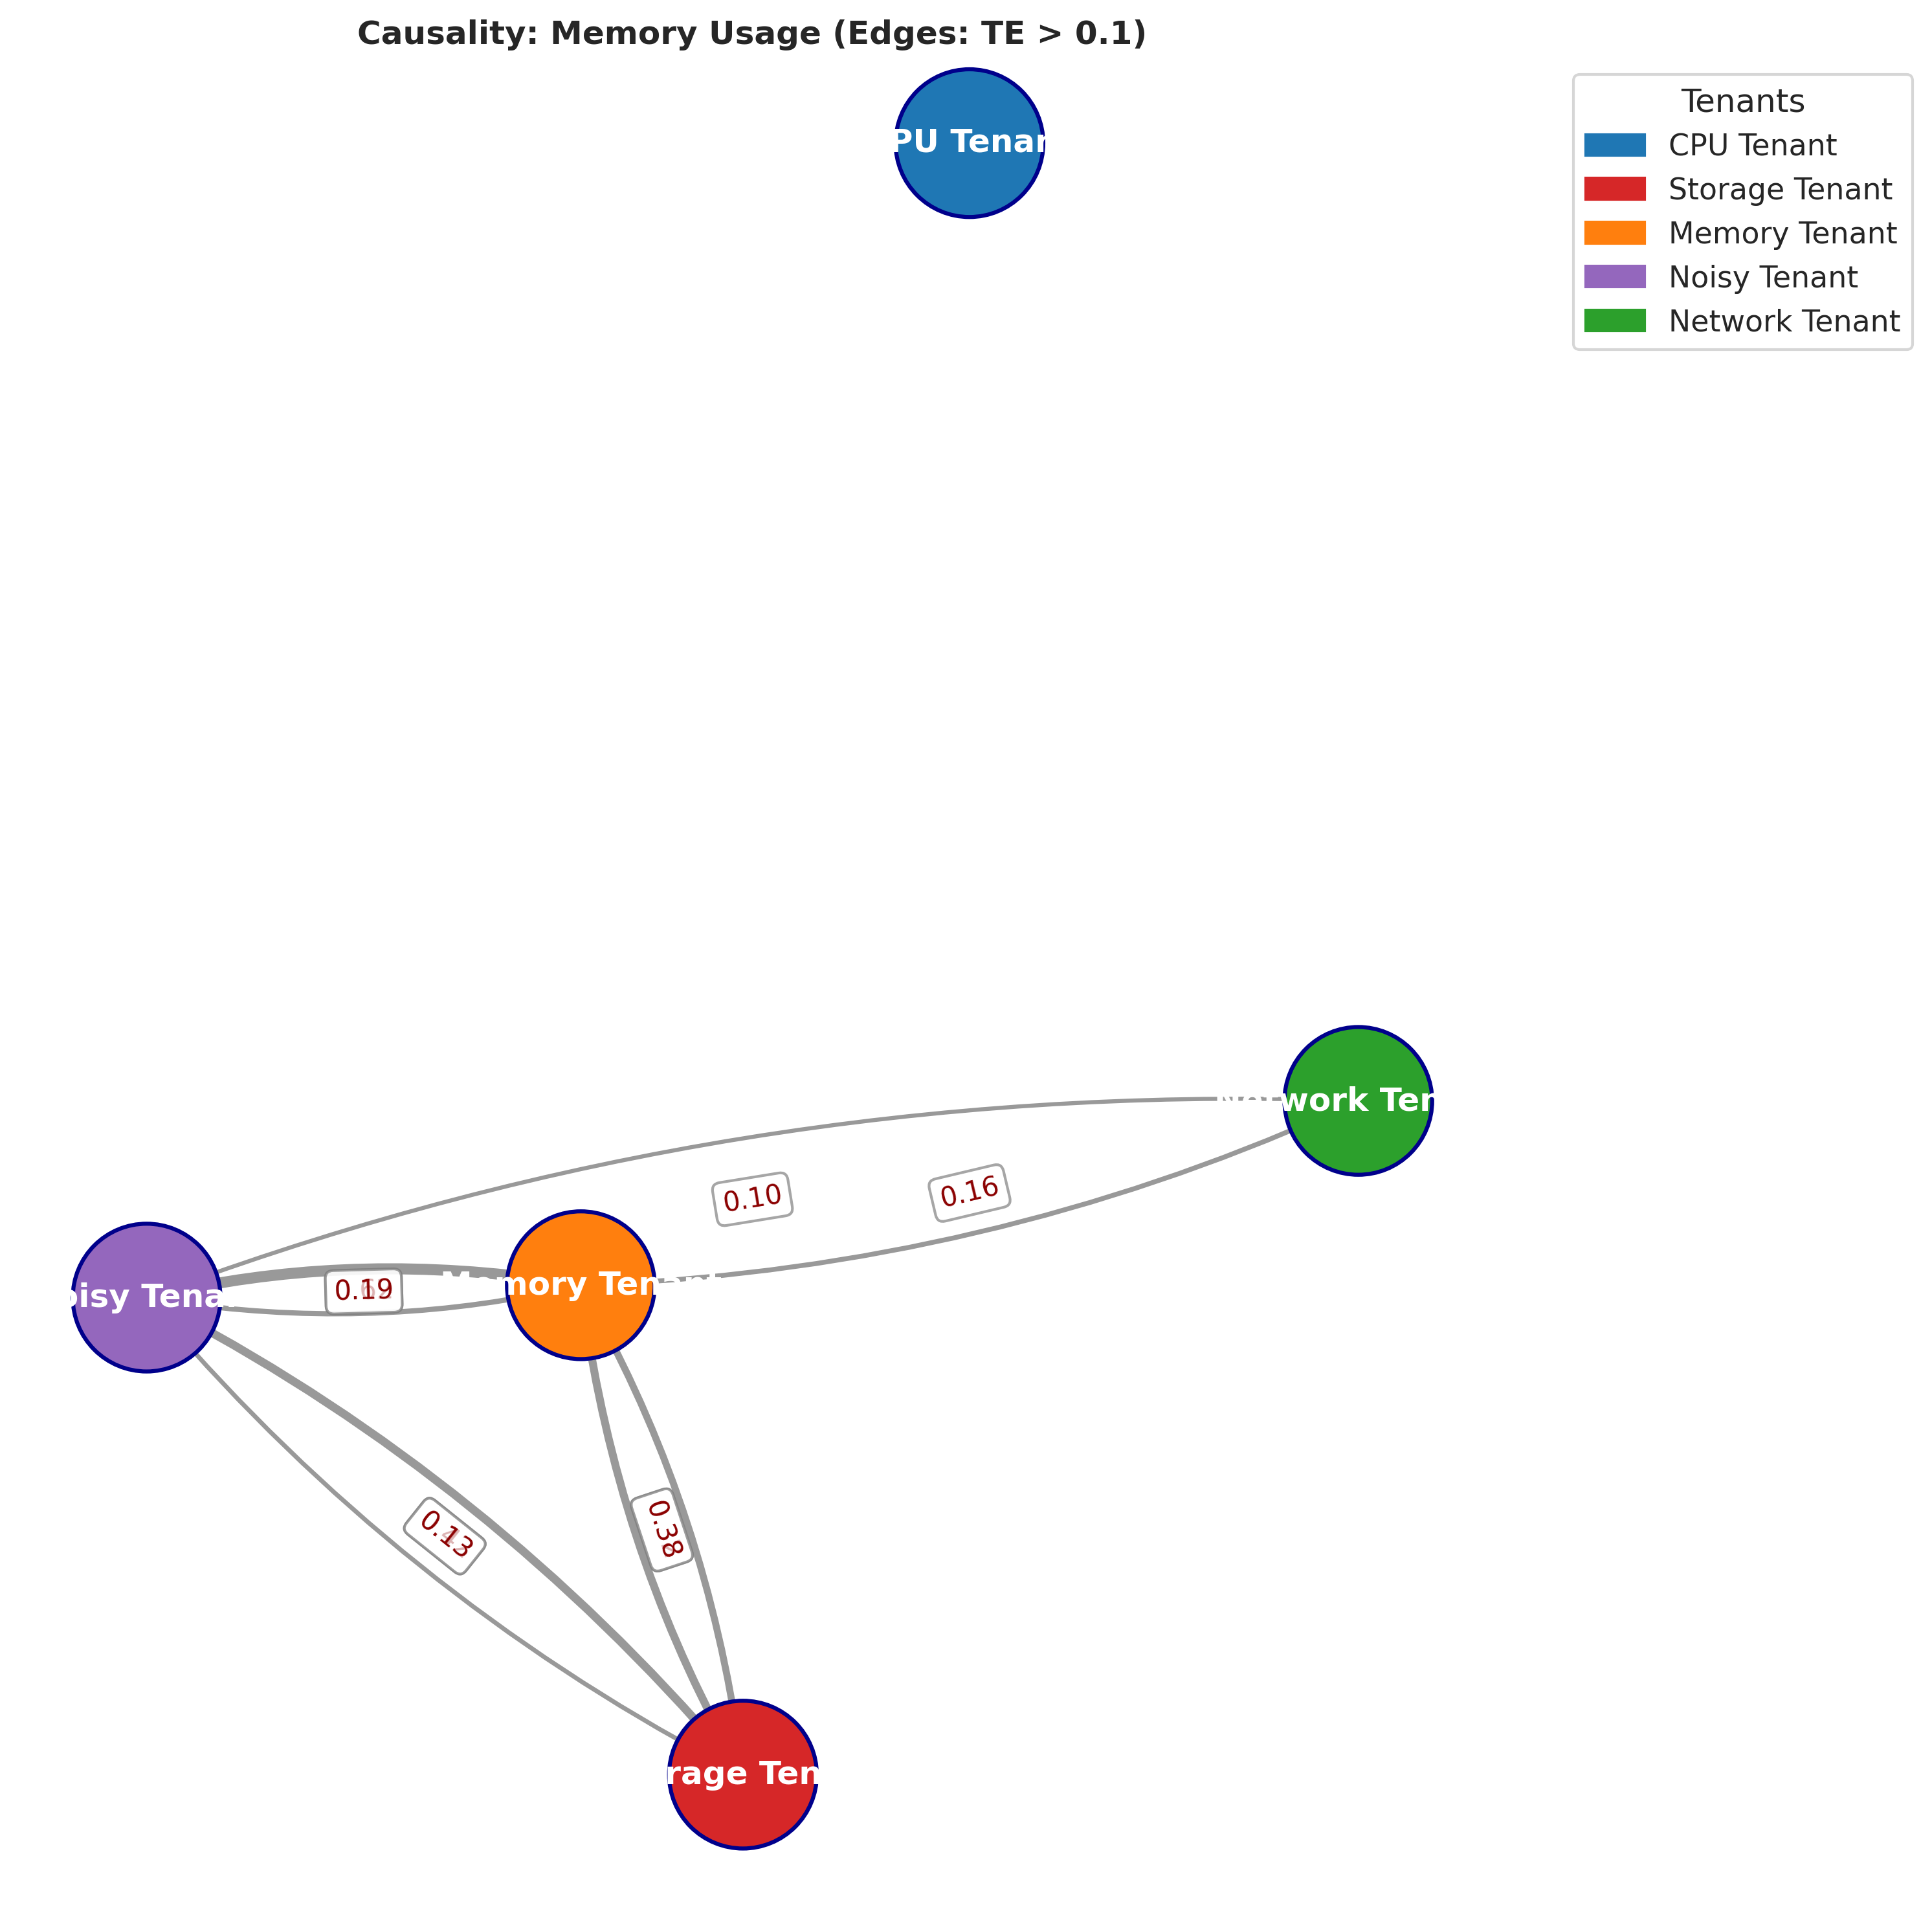 Causality: Memory Usage (Edges: TE > 0.1)
PU Tenan
Tenants
CPU Tenant
Storage Tenant
Memory Tenant
Noisy Tenant
Network Tenant
Network Ten
0.10
0.16
oisy Tena
0.19
Memory Tenant
0.13
0.38
rage Ten